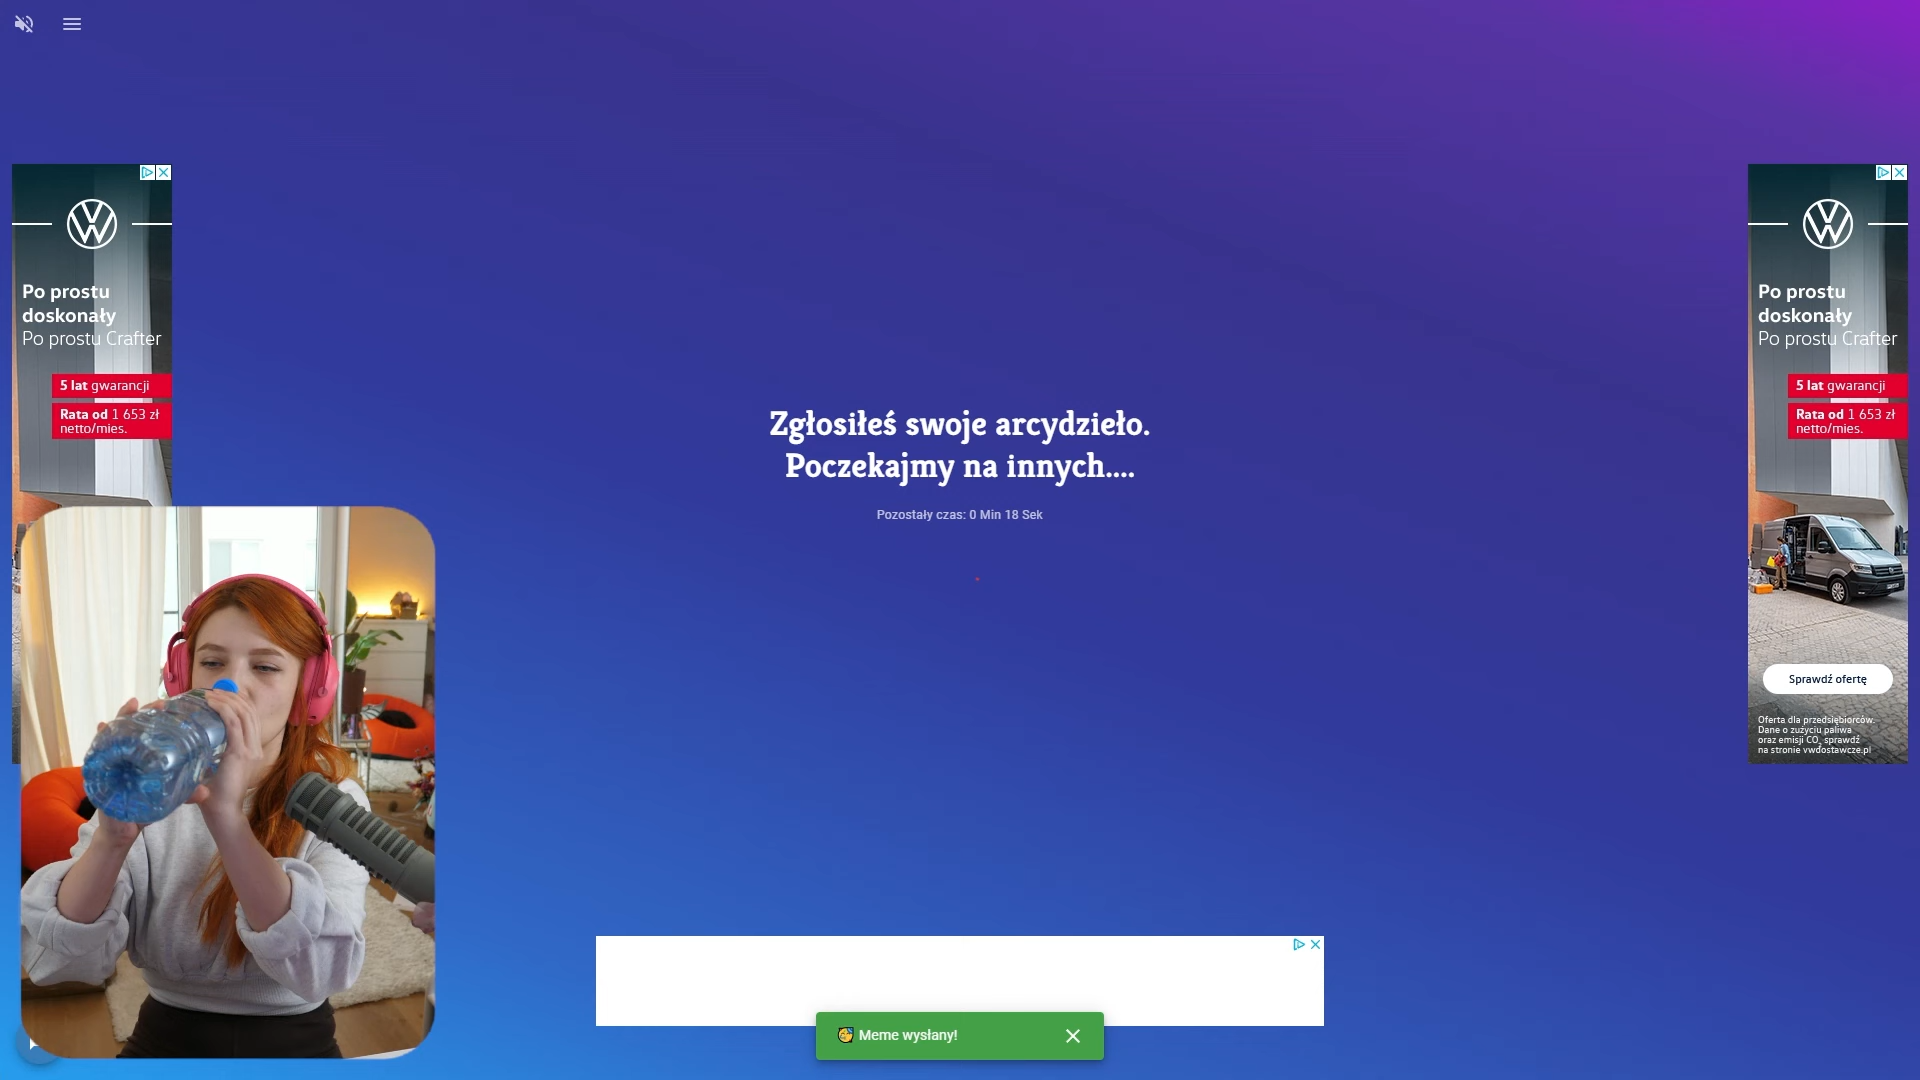 Po prostu
doskonały
Po prostu Crafter
5 lat gwarancji
Rata od 1 653 zł
netto/mies.
Zgłosiłeś swoje arcydzieło.
Poczekajmy na innych....
Pozostały czas: 0 Min 18 Sek
Po prostu
doskonały
Po prostu Crafter
5 lat gwarancji
Rata od 1 653 zł
netto/mies.
Sprawdź ofertę
Oferta dla przedsiębiorców.
Dane o zużyciu paliwa
oraz emisji CO₂ sprawdź
na stronie vwdostawcze.pl
Meme wysłany!